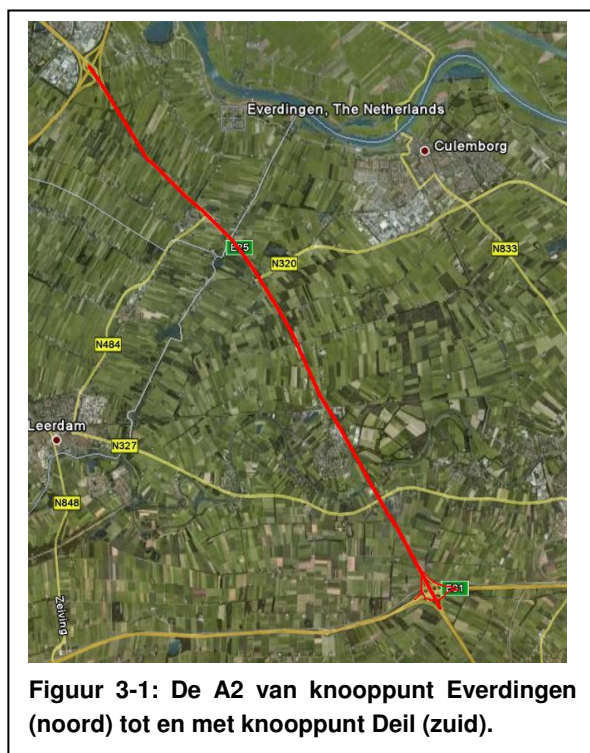 Everdingen, The Netherlands
Culemborg
E25
N320
N833
N484
Leerdam
N327
N848
Zelving
E31
Figuur 3-1: De A2 van knooppunt Everdingen
(noord) tot en met knooppunt Deil (zuid).